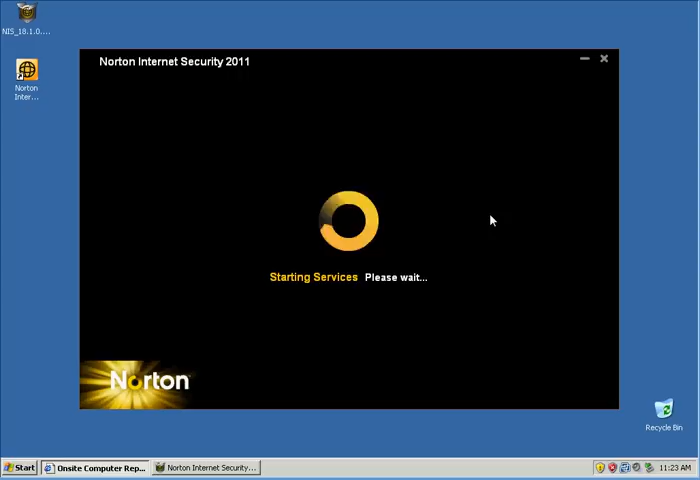 NIS_18.1.0....
Norton Internet Security 2011
Norton
Inter...
Starting Services Please wait...
Norton
Recycle Bin
Start
Onsite Computer Rep...
Norton Internet Security...
11:23 AM